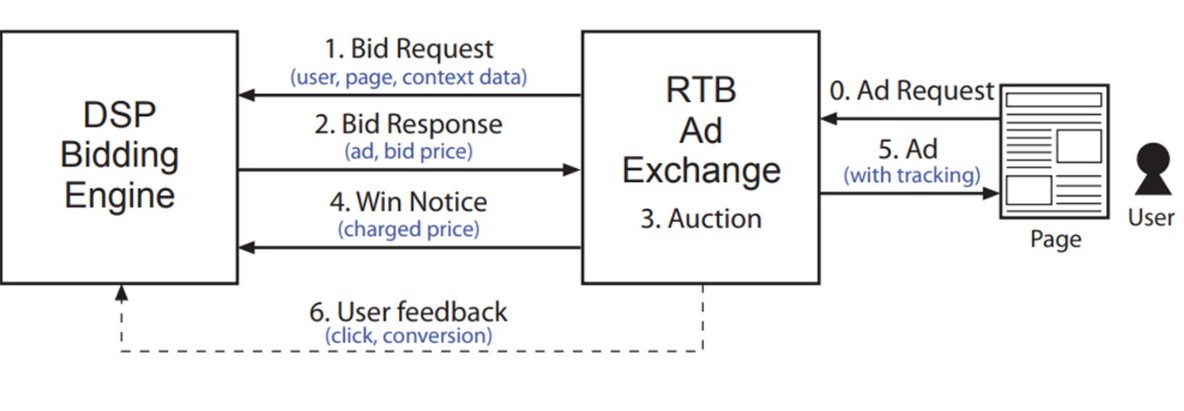 DSP
Bidding
Engine
1. Bid Request
(user, page, context data)
2. Bid Response
(ad, bid price)
4. Win Notice
(charged price)
6. User feedback
(click, conversion)
RTB
Ad
Exchange
3. Auction
0. Ad Request
5. Ad
(with tracking)
Page
User